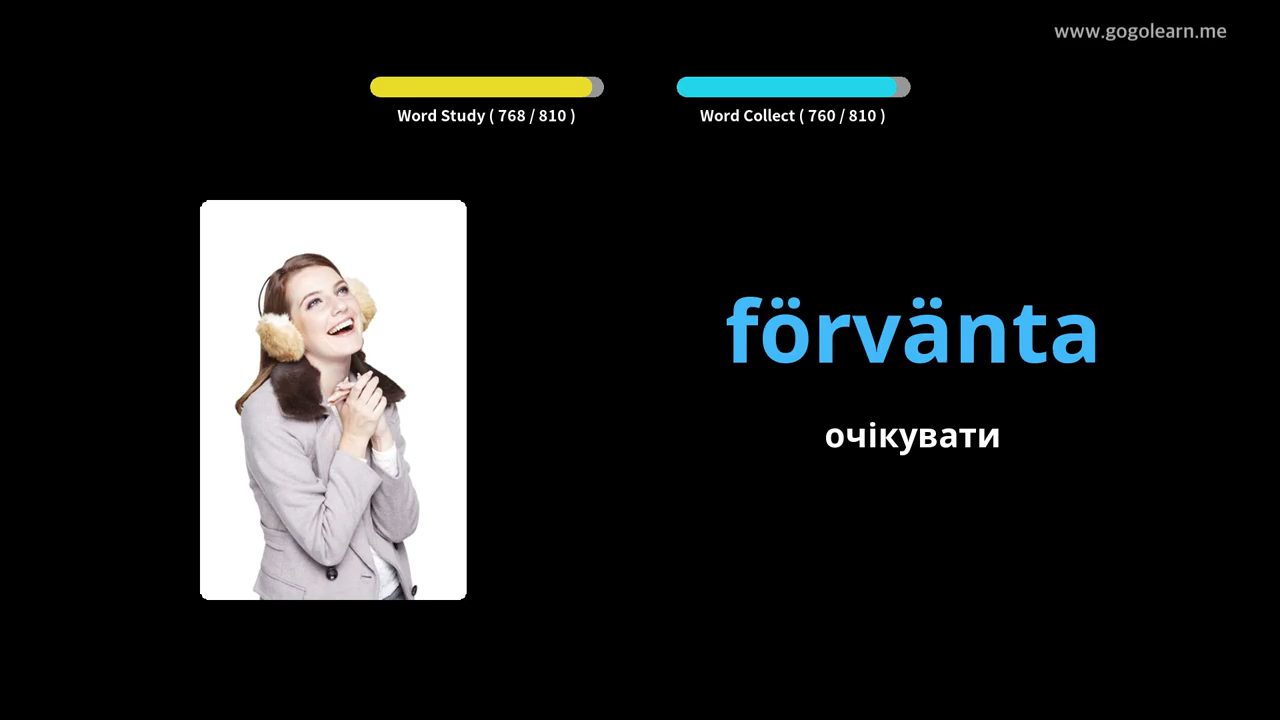 www.gogolearn.me
Word Study ( 768 / 810 )
Word Collect ( 760 / 810 )
förvänta
очікувати